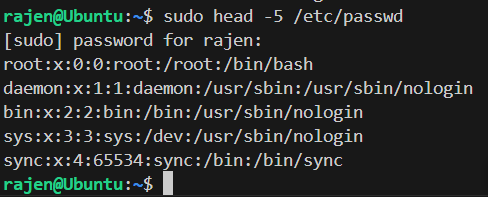 rajen@Ubuntu:~$ sudo head -5 /etc/passwd
[sudo] password for rajen:
root:x:0:0:root:/root:/bin/bash
daemon:x:1:1:daemon:/usr/sbin:/usr/sbin/nologin
bin:x:2:2:bin:/bin:/usr/sbin/nologin
sys:x:3:3:sys:/dev:/usr/sbin/nologin
sync:x:4:65534:sync:/bin:/bin/sync
rajen@Ubuntu:~$